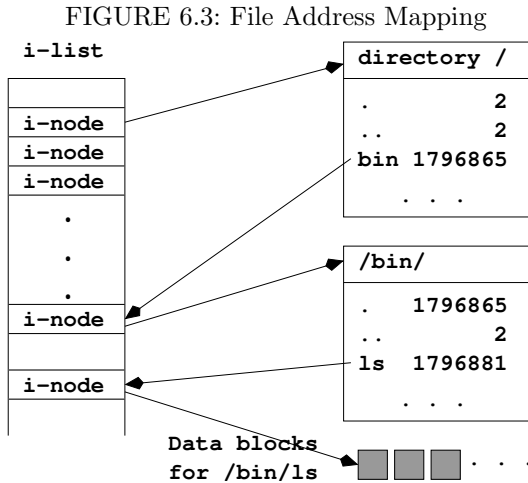 FIGURE 6.3: File Address Mapping
i-list
i-node
i-node
i-node
.
.
.
i-node
i-node
directory /
. 2
.. 2
bin 1796865
. . .
/bin/
. 1796865
.. 2
ls 1796881
. . .
Data blocks
for /bin/ls
. . .